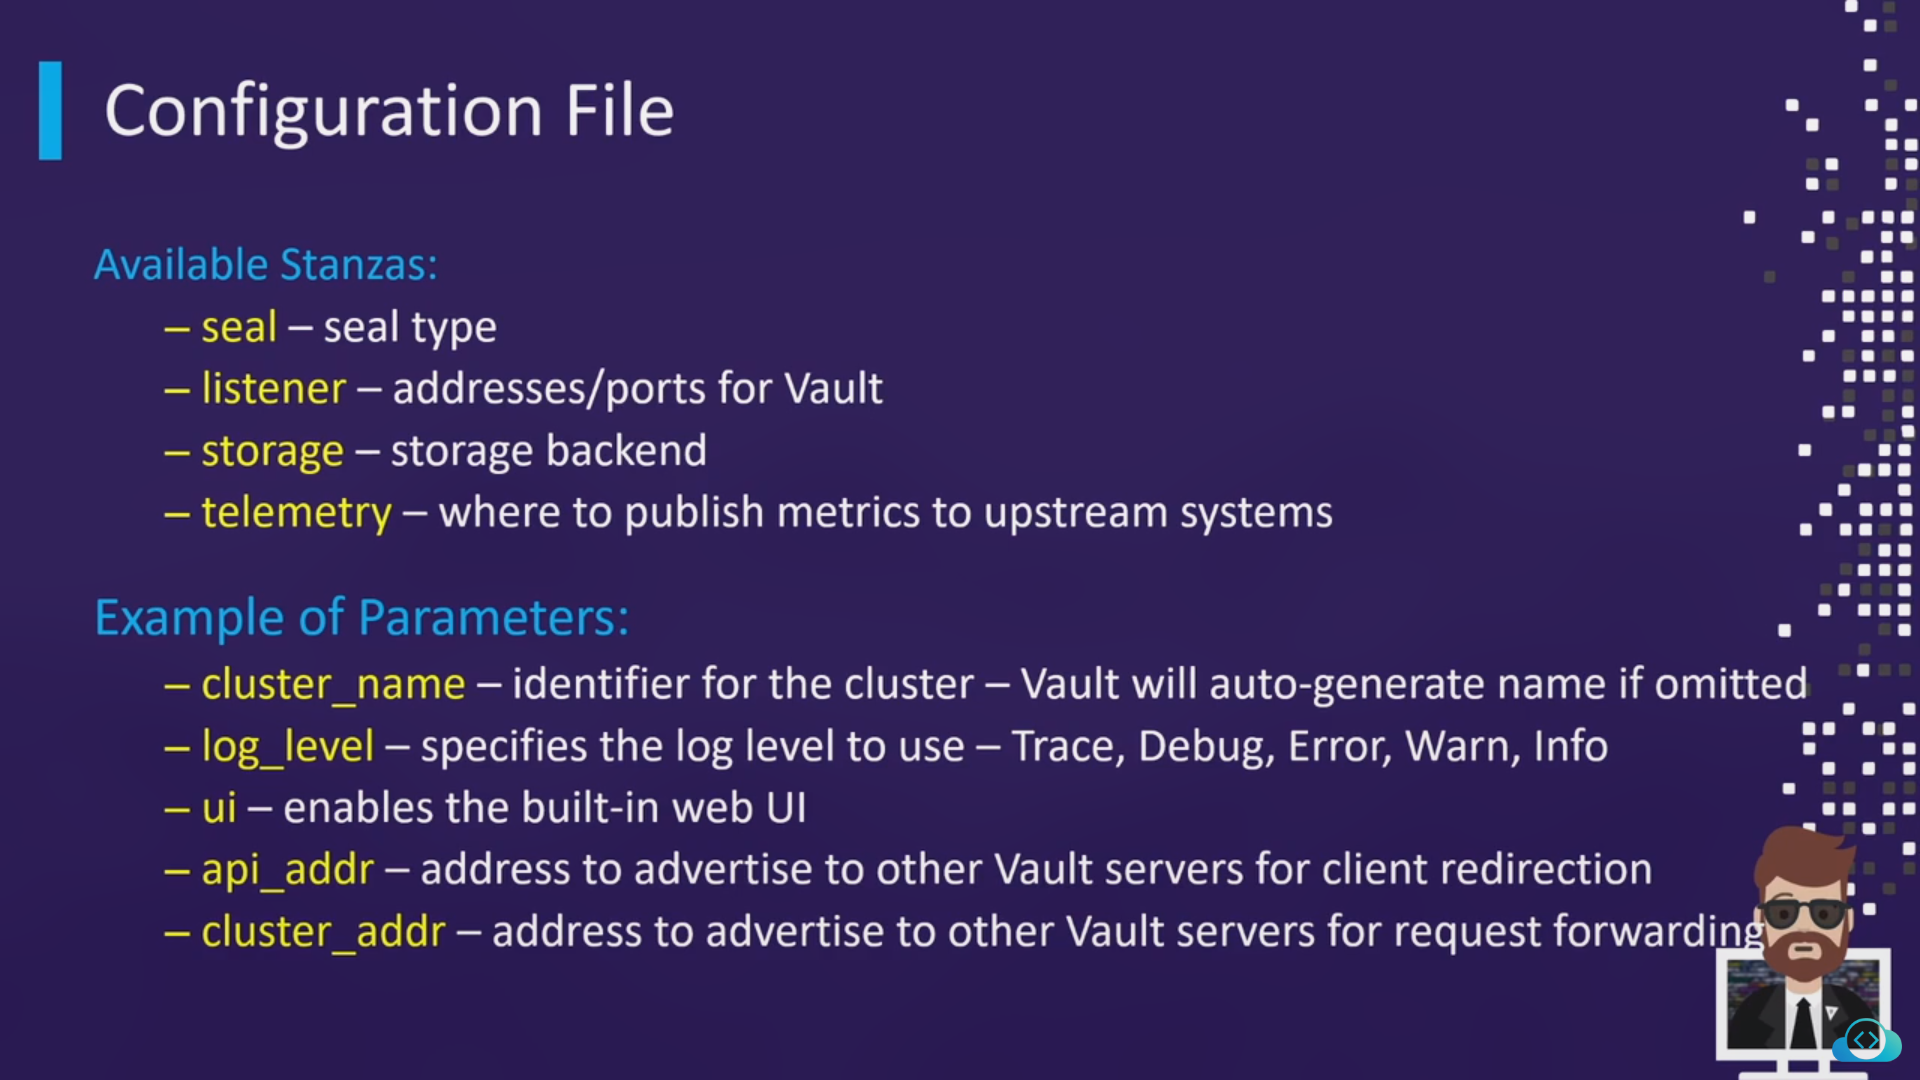 Configuration File
Available Stanzas:
– seal – seal type
– listener – addresses/ports for Vault
– storage – storage backend
– telemetry – where to publish metrics to upstream systems
Example of Parameters:
– cluster_name – identifier for the cluster – Vault will auto-generate name if omitted
– log_level – specifies the log level to use – Trace, Debug, Error, Warn, Info
– ui – enables the built-in web UI
– api_addr – address to advertise to other Vault servers for client redirection
– cluster_addr – address to advertise to other Vault servers for request forwarding